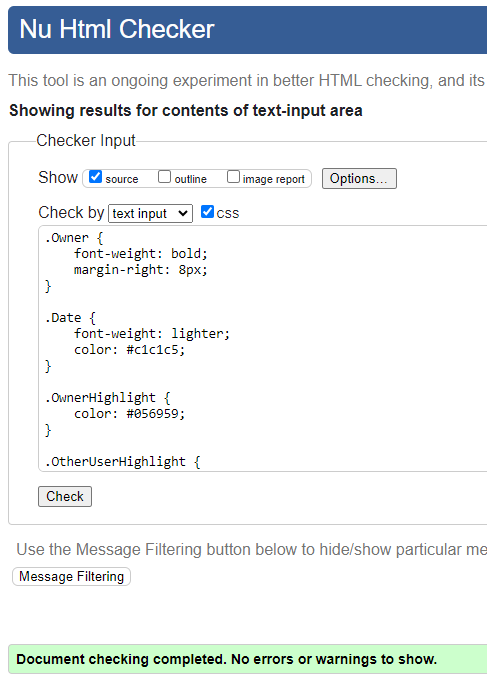 Nu Html Checker
This tool is an ongoing experiment in better HTML checking, and its
Showing results for contents of text-input area
Checker Input
Show source outline image report Options...
Check by text input CSS
.Owner {
    font-weight: bold;
    margin-right: 8px;
}

.Date {
    font-weight: lighter;
    color: #c1c1c5;
}

.OwnerHighlight {
    color: #056959;
}

.OtherUserHighlight {
Check
Use the Message Filtering button below to hide/show particular me
Message Filtering
Document checking completed. No errors or warnings to show.